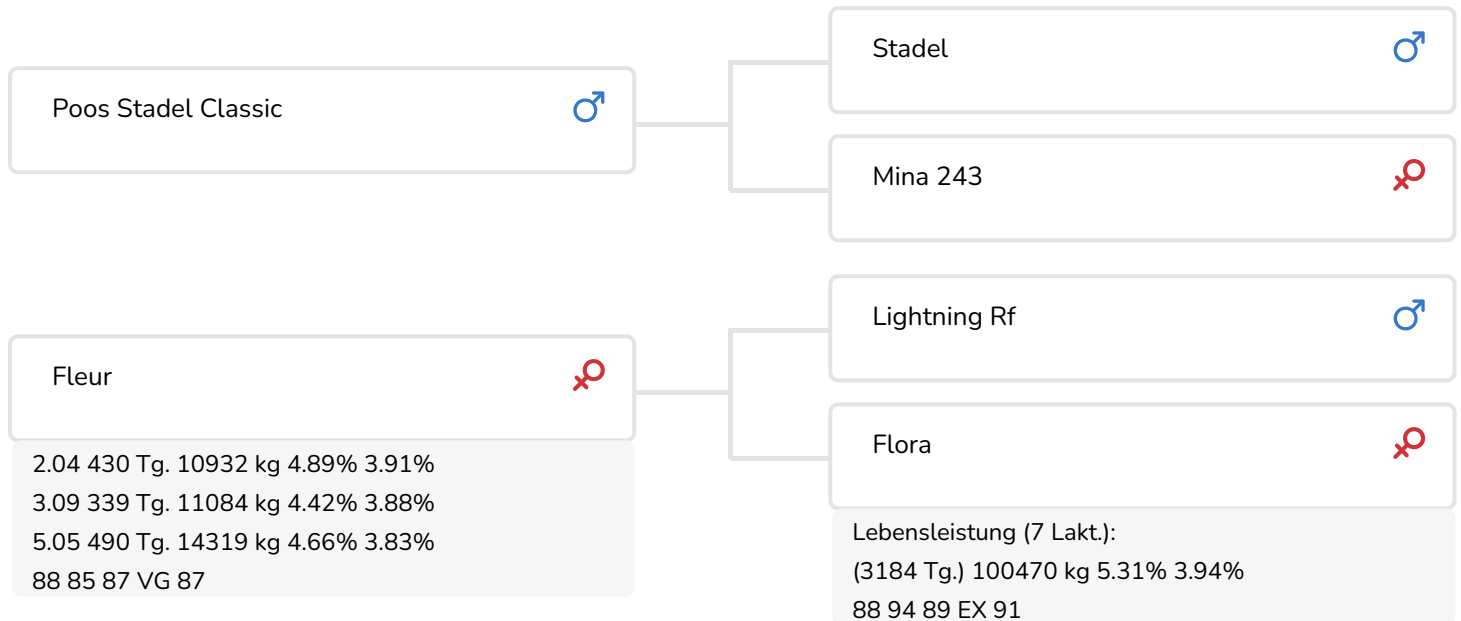 Poos Stadel Classic
Stadel
Mina 243
Fleur
2.04 430 Tg. 10932 kg 4.89% 3.91%
3.09 339 Tg. 11084 kg 4.42% 3.88%
5.05 490 Tg. 14319 kg 4.66% 3.83%
88 85 87 VG 87
Lightning Rf
Flora
Lebensleistung (7 Lakt.):
(3184 Tg.) 100470 kg 5.31% 3.94%
88 94 89 EX 91